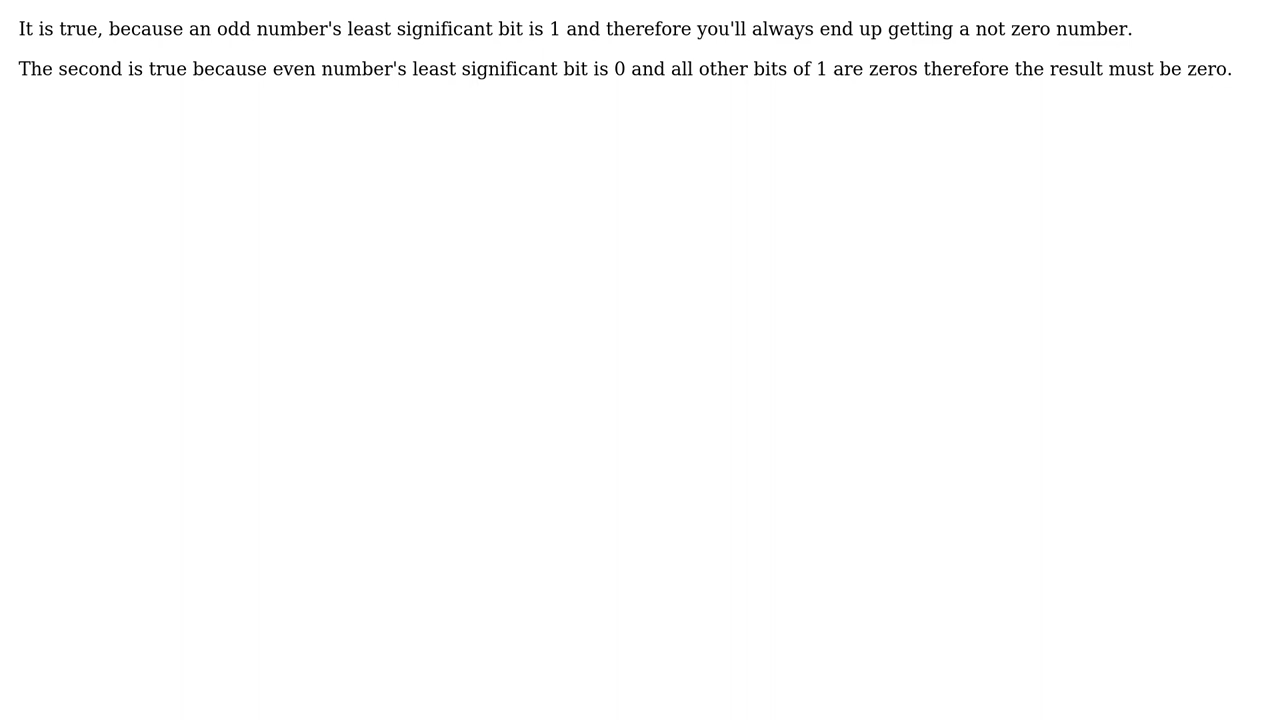 It is true, because an odd number's least significant bit is 1 and therefore you'll always end up getting a not zero number.
The second is true because even number's least significant bit is 0 and all other bits of 1 are zeros therefore the result must be zero.